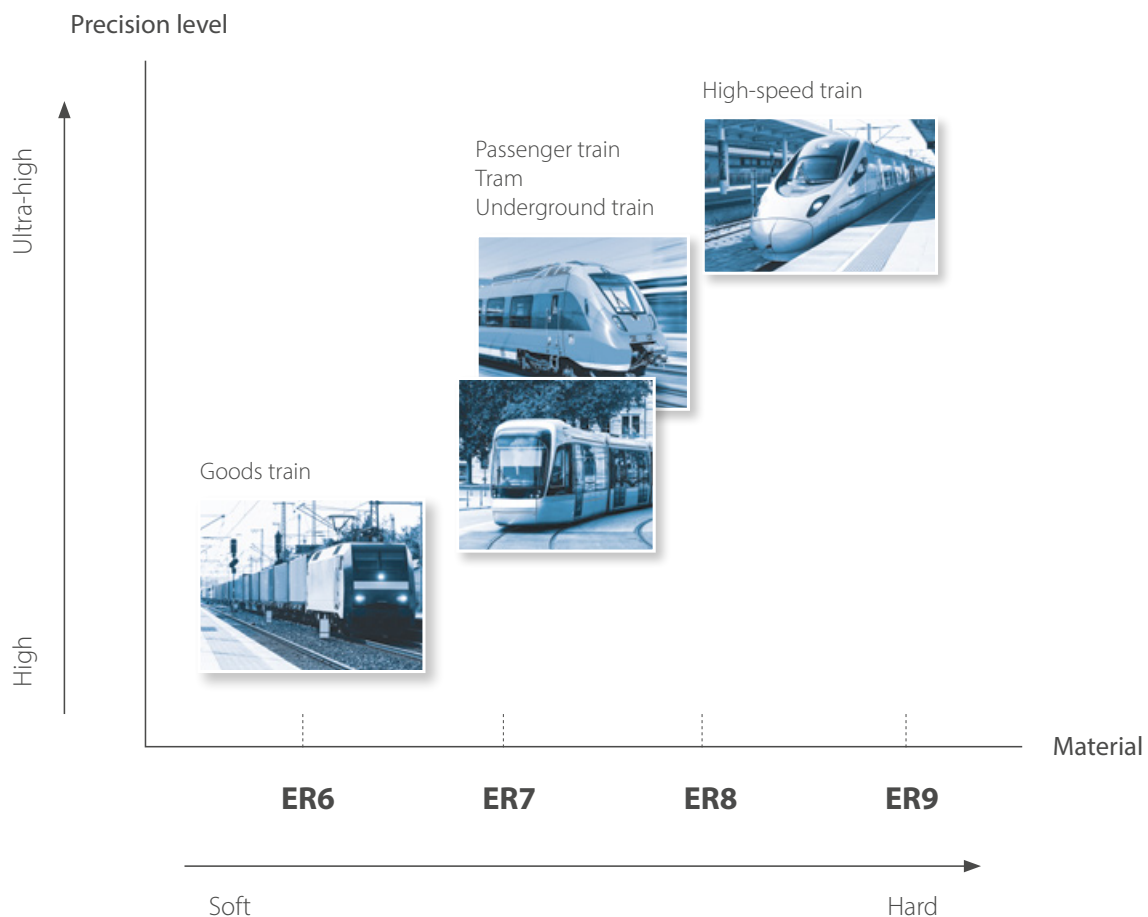 Precision level
High-speed train
Passenger train
Tram
Underground train
Ultra-high
Goods train
High
Material
ER6 ER7 ER8 ER9
Soft Hard